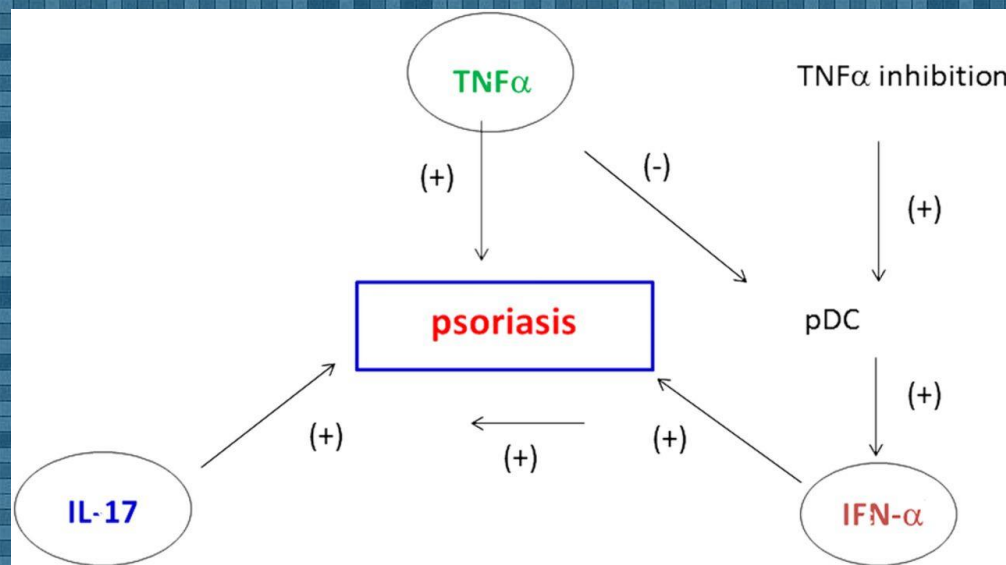 TNFα
TNFα inhibition
(+)
(-)
(+)
psoriasis
pDC
(+)
(+)
(+)
(+)
IL-17
IFN-α